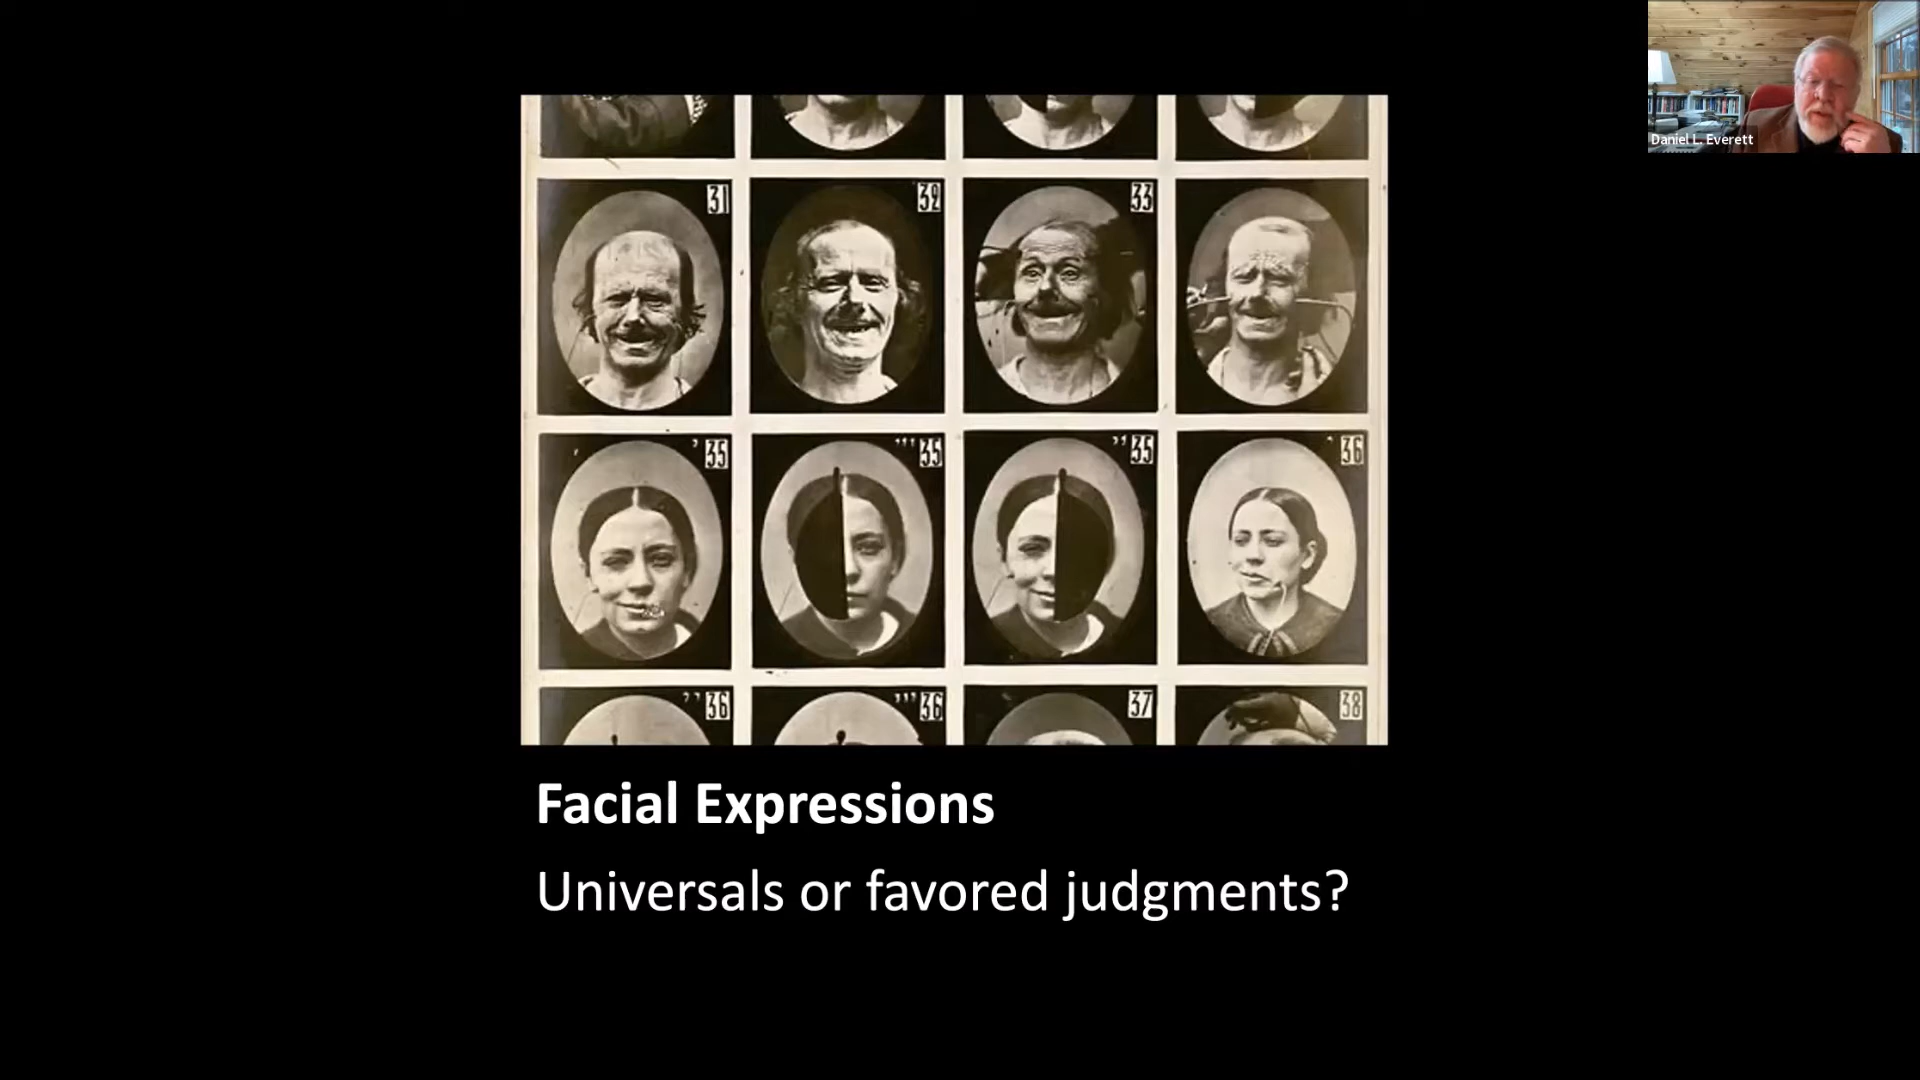 Daniel L. Everett
31 32 33
35 35 35 36
36 36 37 38
Facial Expressions
Universals or favored judgments?